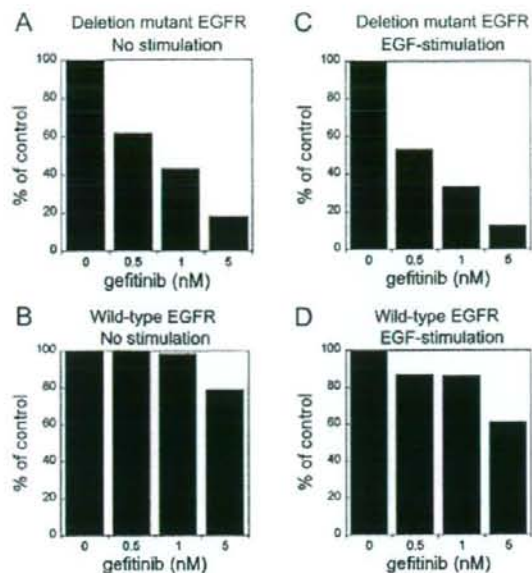 A
Deletion mutant EGFR
No stimulation
% of control
100
80
60
40
20
0
0 0.5 1 5
gefitinib (nM)
C
Deletion mutant EGFR
EGF-stimulation
% of control
100
80
60
40
20
0
0 0.5 1 5
gefitinib (nM)
B
Wild-type EGFR
No stimulation
% of control
100
80
60
40
20
0
0 0.5 1 5
gefitinib (nM)
D
Wild-type EGFR
EGF-stimulation
% of control
100
80
60
40
20
0
0 0.5 1 5
gefitinib (nM)